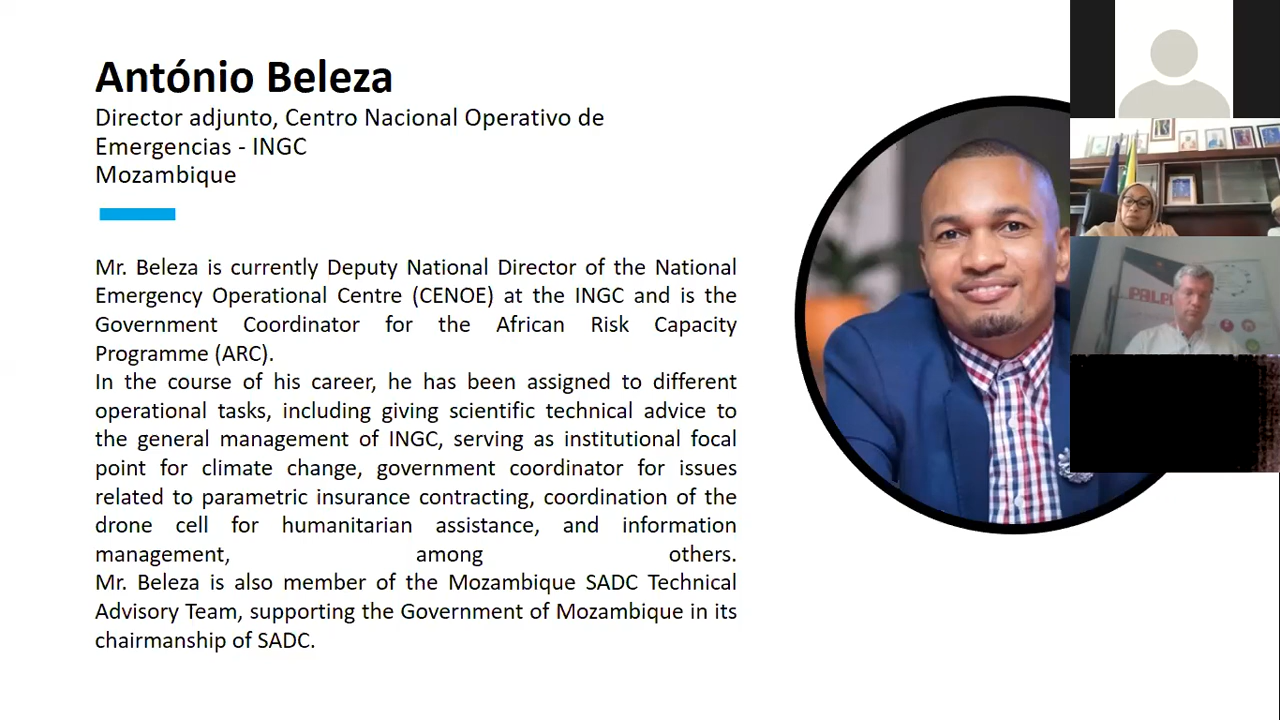 António Beleza
Director adjunto, Centro Nacional Operativo de
Emergencias - INGC
Mozambique
Mr. Beleza is currently Deputy National Director of the National
Emergency Operational Centre (CENOE) at the INGC and is the
Government Coordinator for the African Risk Capacity
Programme (ARC).
In the course of his career, he has been assigned to different
operational tasks, including giving scientific technical advice to
the general management of INGC, serving as institutional focal
point for climate change, government coordinator for issues
related to parametric insurance contracting, coordination of the
drone cell for humanitarian assistance, and information
management, among others.
Mr. Beleza is also member of the Mozambique SADC Technical
Advisory Team, supporting the Government of Mozambique in its
chairmanship of SADC.